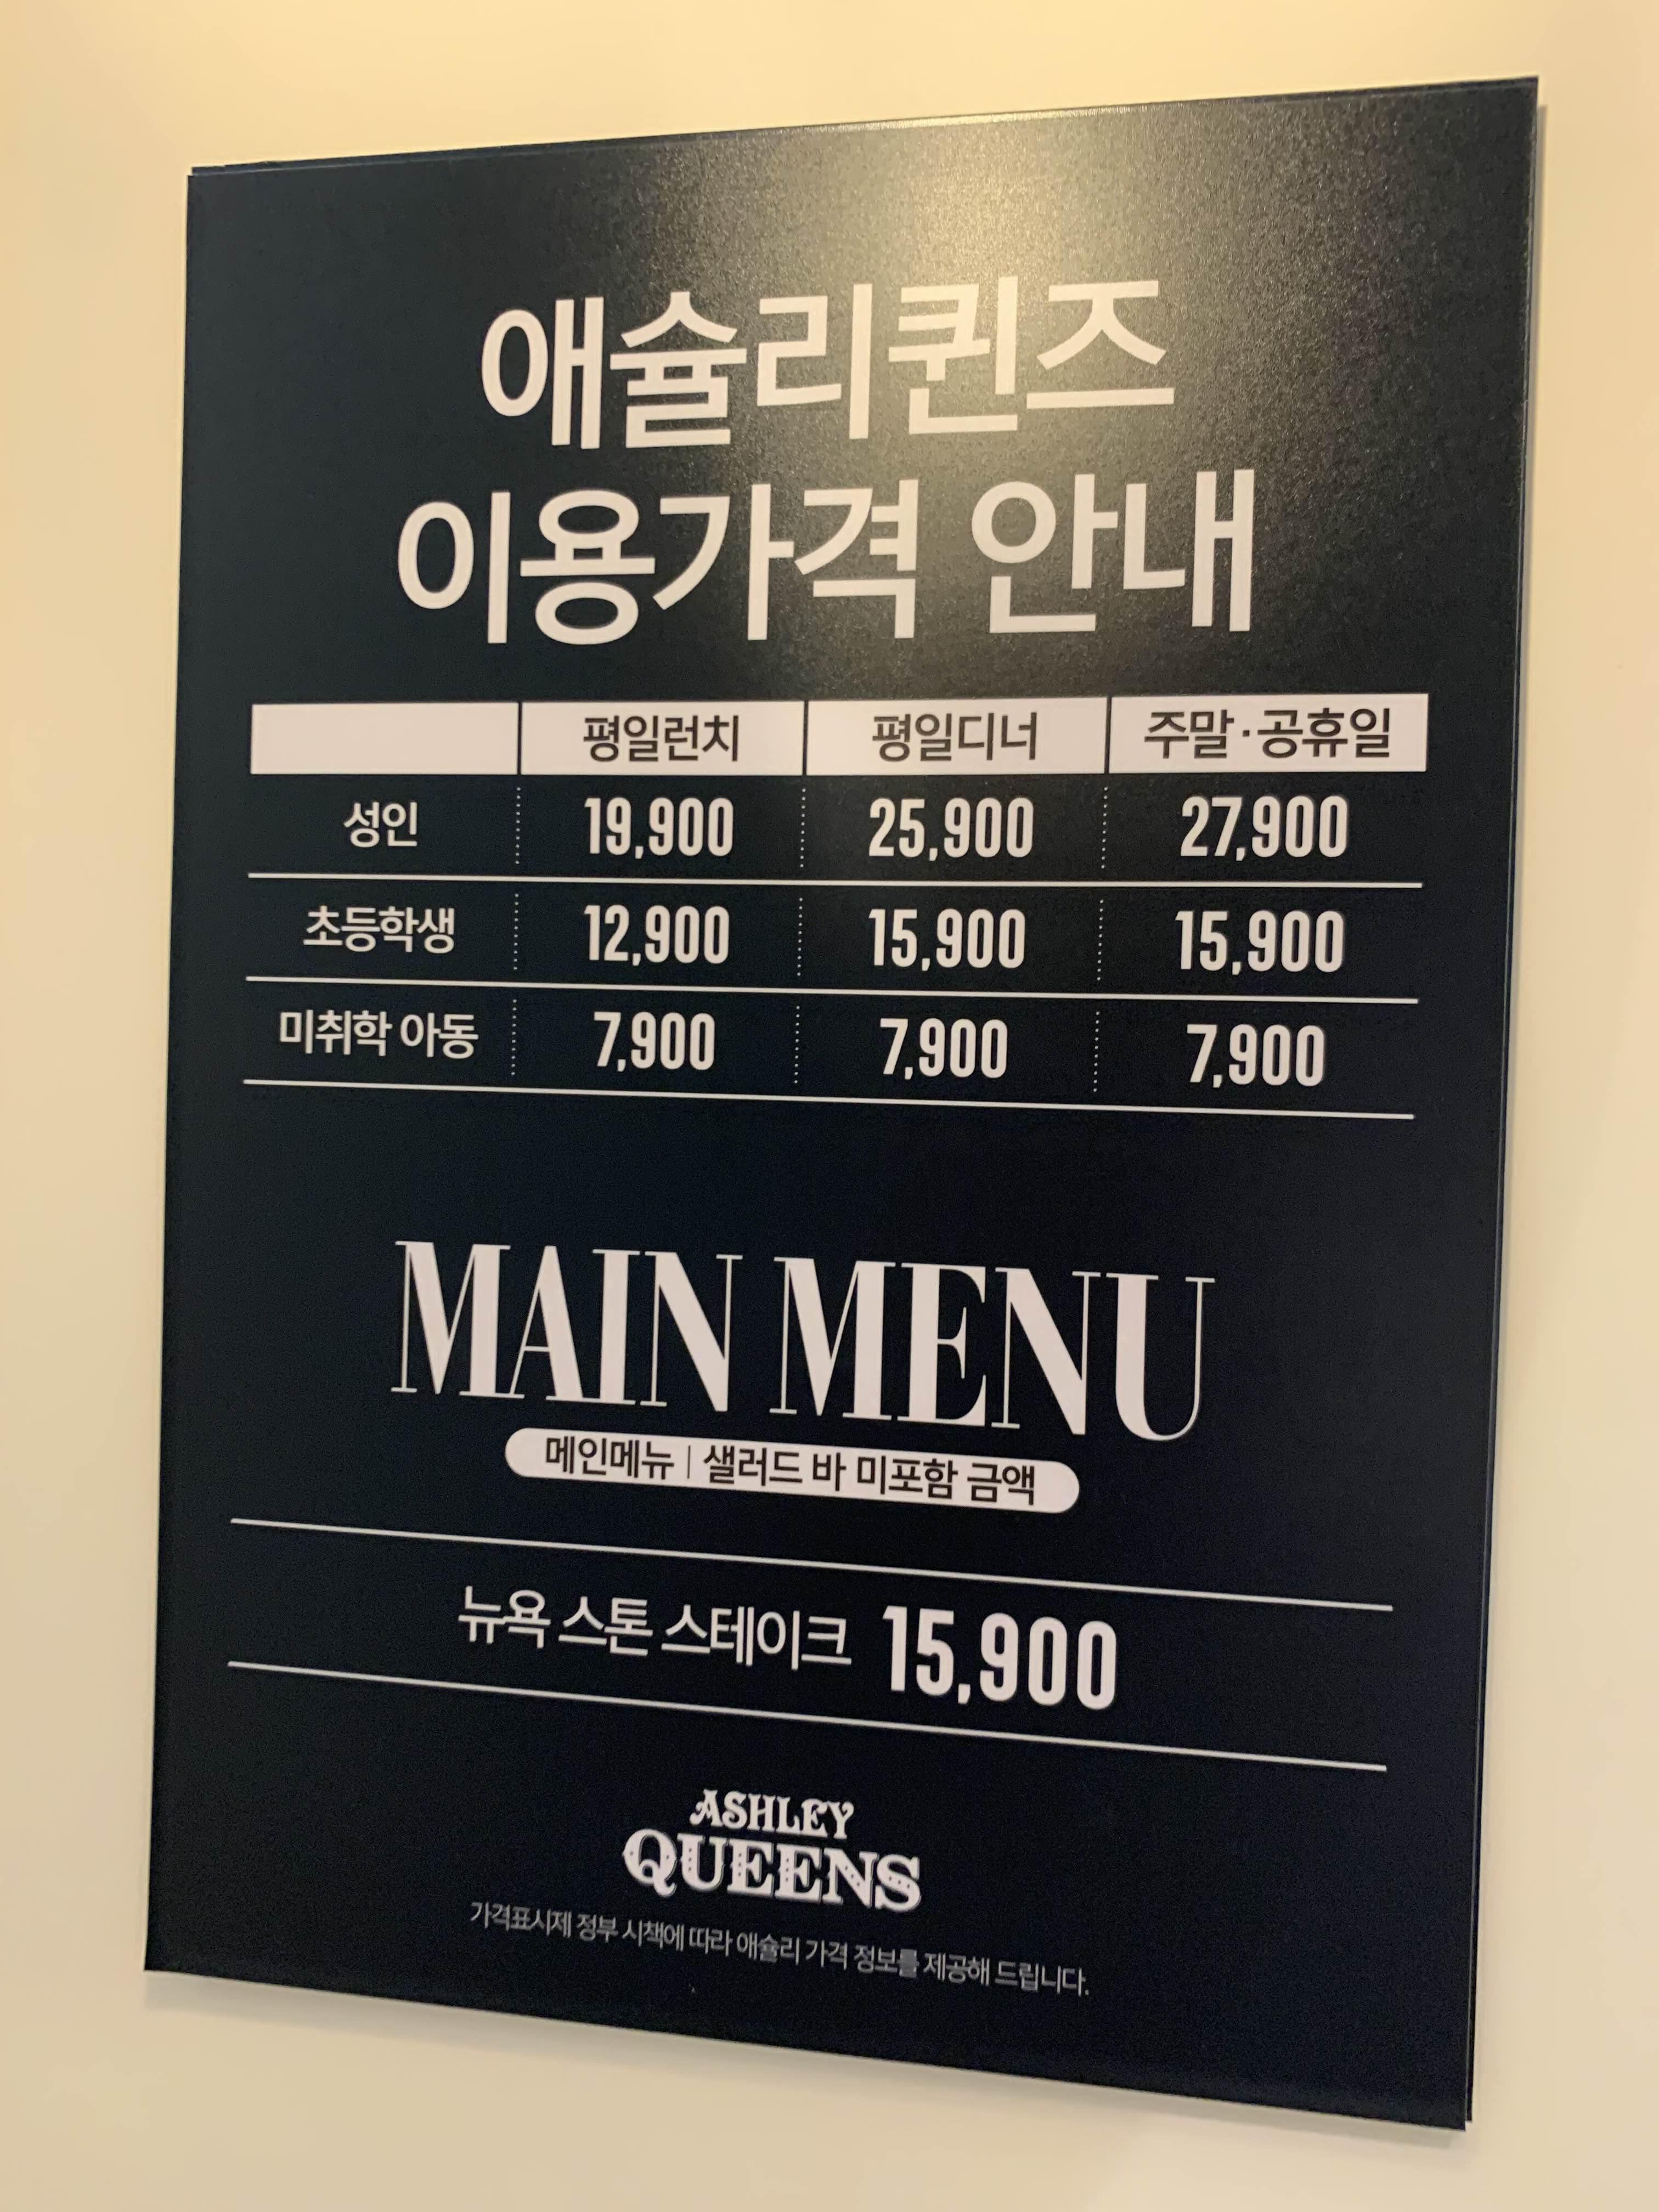 애슐리퀸즈
이용가격 안내
평일런치 평일디너 주말·공휴일
성인 19,900 25,900 27,900
초등학생 12,900 15,900 15,900
미취학 아동 7,900 7,900 7,900
MAIN MENU
메인메뉴 | 샐러드 바 미포함 금액
뉴욕 스톤 스테이크 15,900
ASHLEY
QUEENS
가격표시제 정부 시책에 따라 애슐리 가격 정보를 제공해 드립니다.